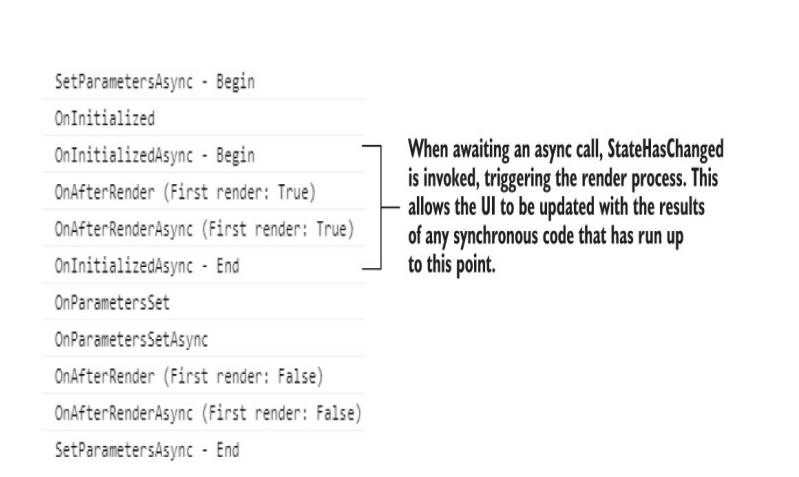 SetParametersAsync - Begin
OnInitialized
OnInitializedAsync - Begin
OnAfterRender (First render: True)
OnAfterRenderAsync (First render: True)
OnInitializedAsync - End
OnParametersSet
OnParametersSetAsync
OnAfterRender (First render: False)
OnAfterRenderAsync (First render: False)
SetParametersAsync - End
When awaiting an async call, StateHasChanged
is invoked, triggering the render process. This
allows the UI to be updated with the results
of any synchronous code that has run up
to this point.